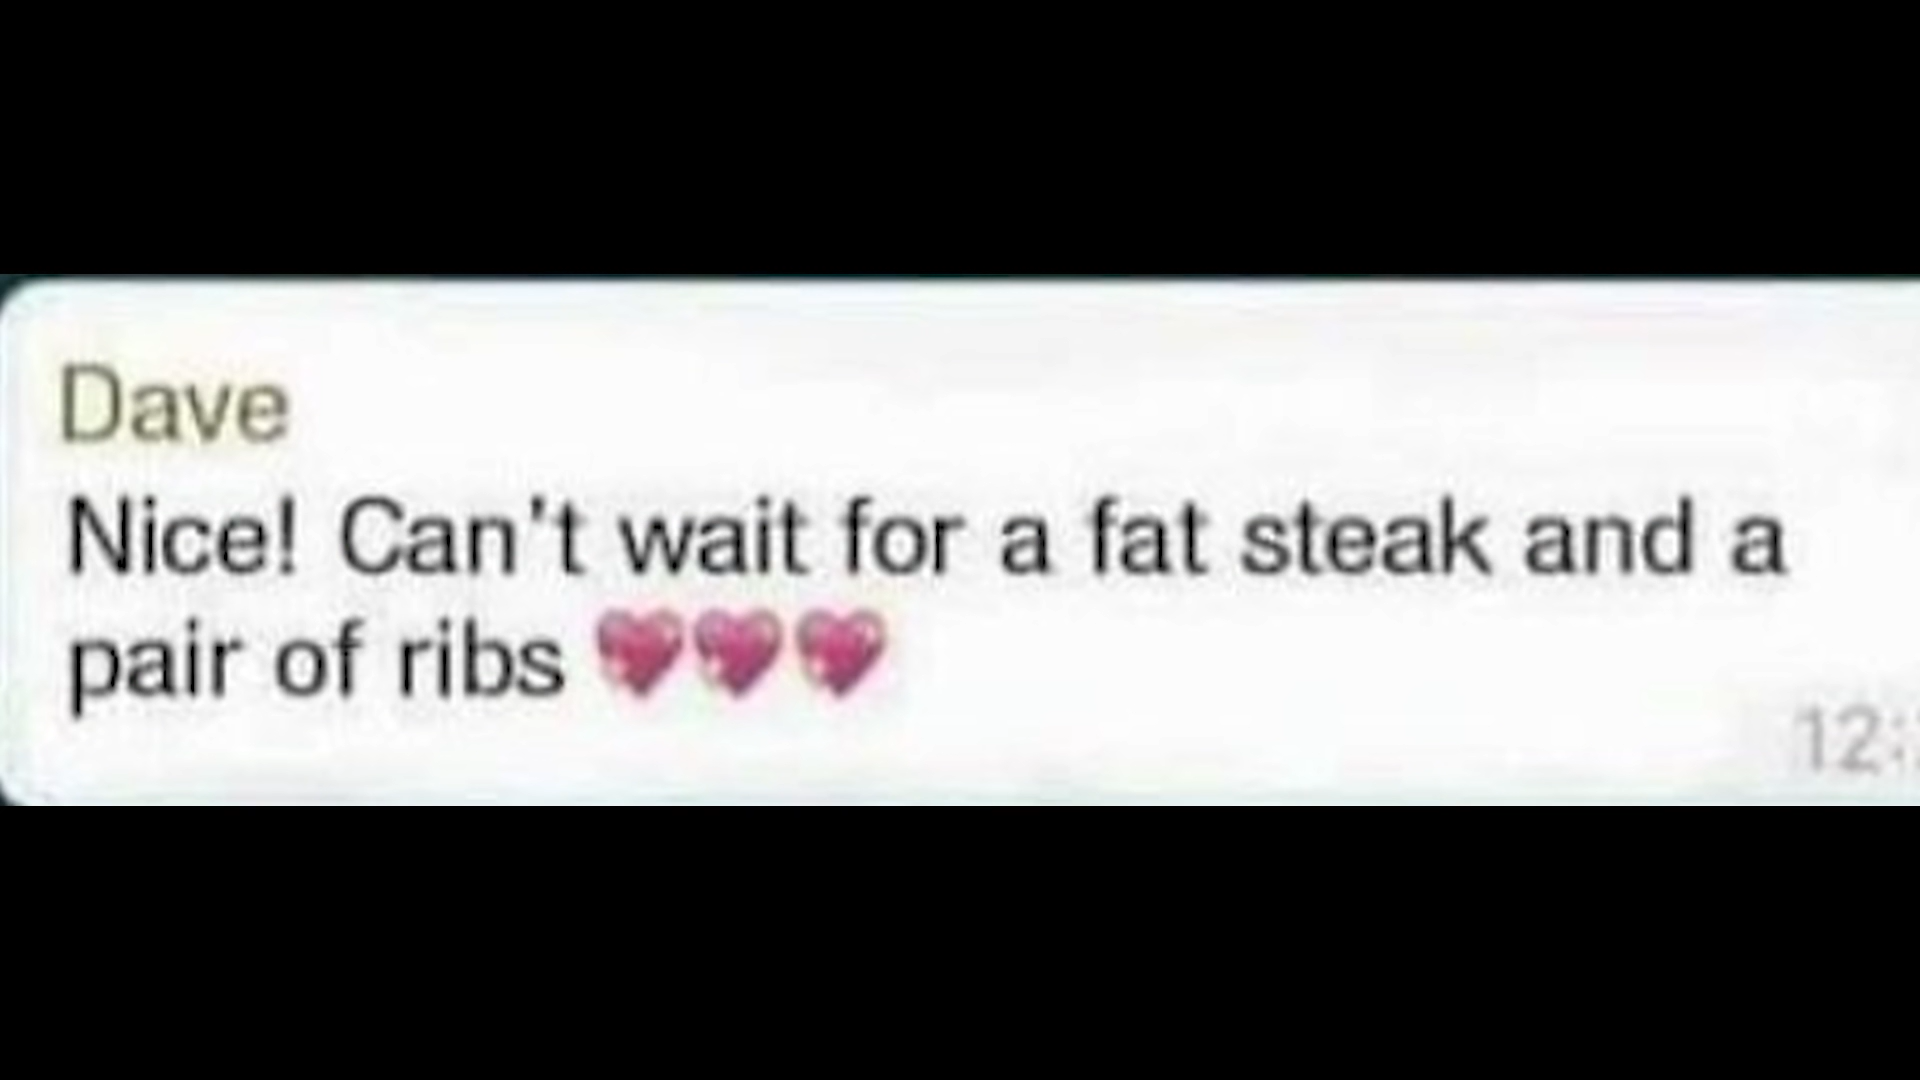 Dave
Nice! Can't wait for a fat steak and a
pair of ribs 💖💖💖
12: